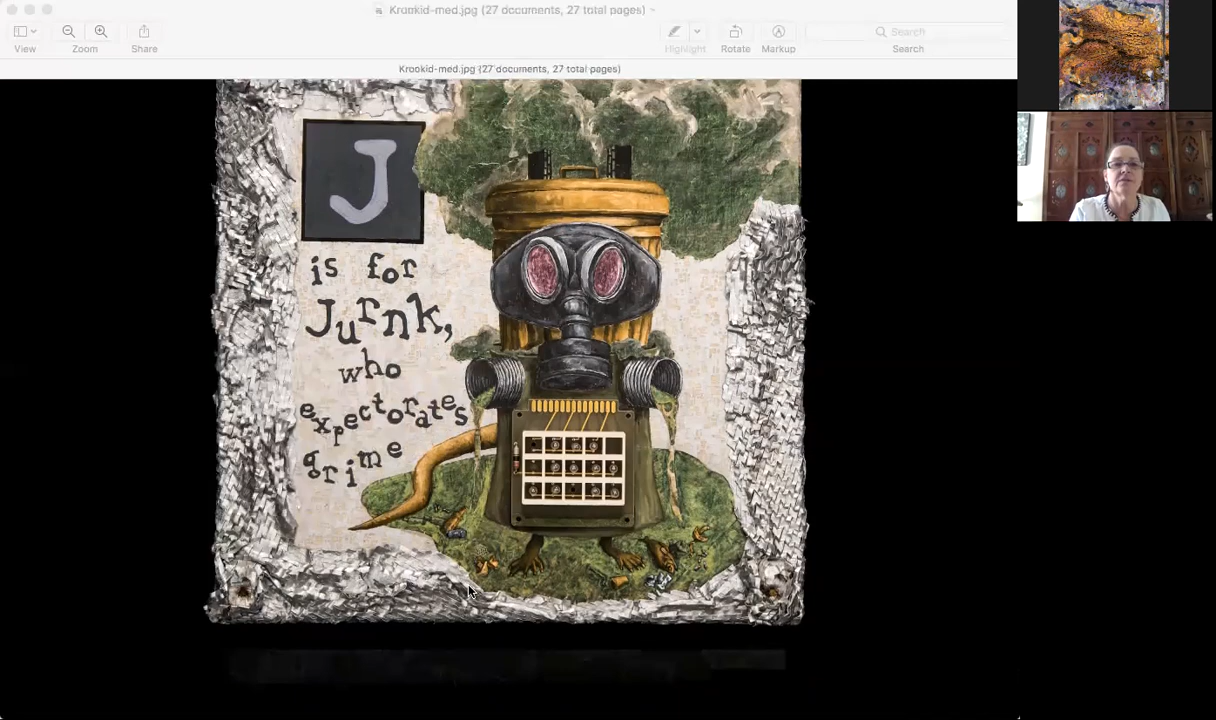 Krookid-med.jpg (27 documents, 27 total pages)
View
Zoom
Share
Highlight
Rotate
Markup
Search
Search
Krookid-med.jpg (27 documents, 27 total pages)
J
is for
Jurnk,
who
expectorates
grime